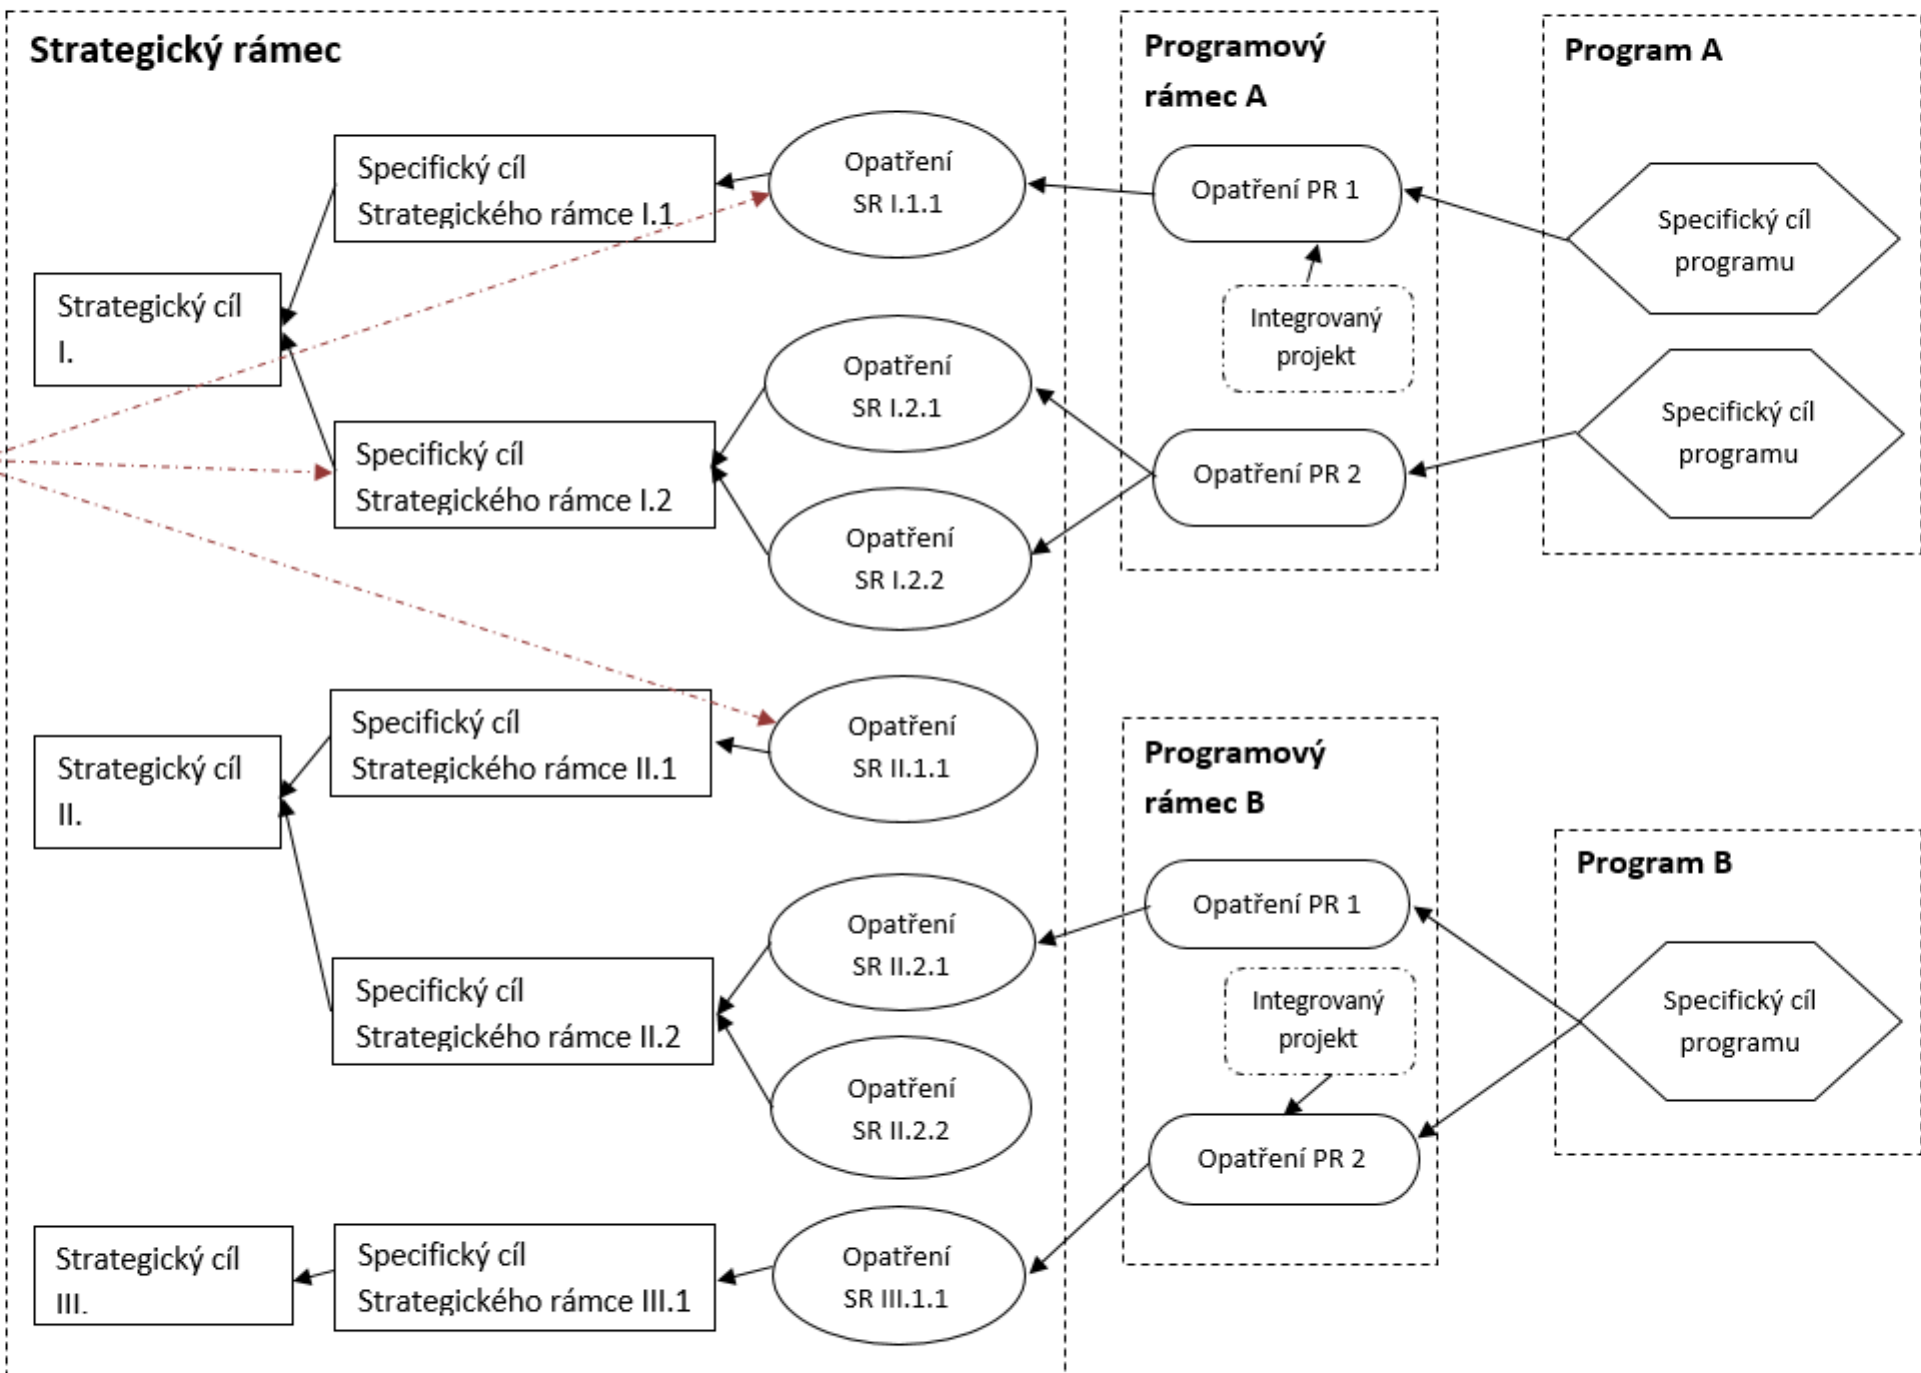 Strategický rámec
Strategický cíl
I.
Specifický cíl
Strategického rámce I.1
Specifický cíl
Strategického rámce I.2
Opatření
SR I.1.1
Opatření
SR I.2.1
Opatření
SR I.2.2
Strategický cíl
II.
Specifický cíl
Strategického rámce II.1
Specifický cíl
Strategického rámce II.2
Opatření
SR II.1.1
Opatření
SR II.2.1
Opatření
SR II.2.2
Strategický cíl
III.
Specifický cíl
Strategického rámce III.1
Opatření
SR III.1.1
Programový
rámec A
Opatření PR 1
Integrovaný
projekt
Opatření PR 2
Programový
rámec B
Opatření PR 1
Integrovaný
projekt
Opatření PR 2
Program A
Specifický cíl
programu
Specifický cíl
programu
Program B
Specifický cíl
programu